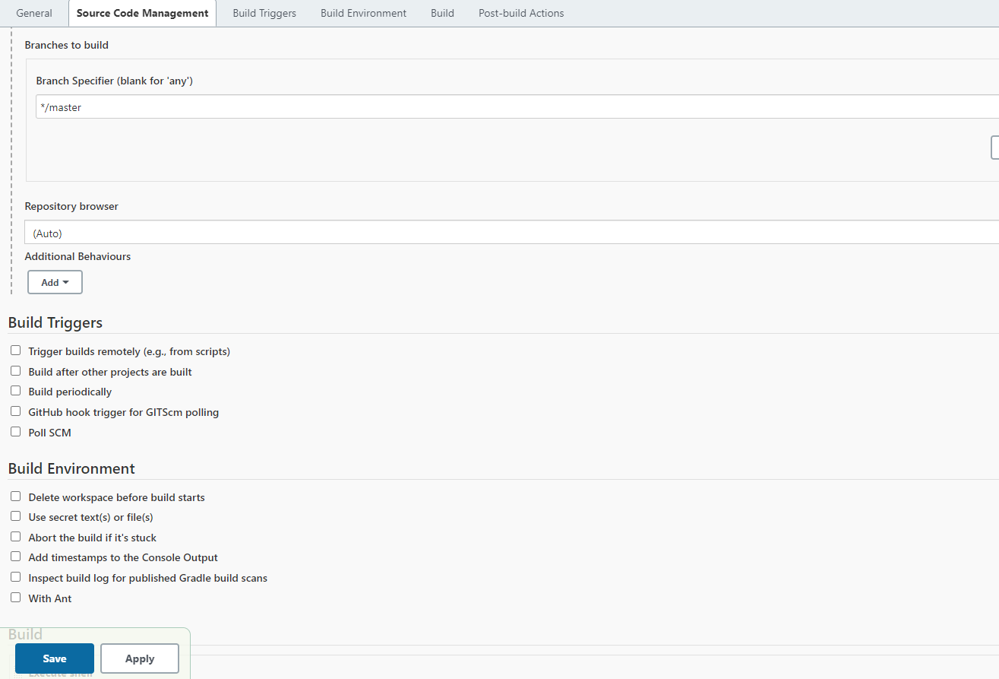 General Source Code Management Build Triggers Build Environment Build Post-build Actions
Branches to build
Branch Specifier (blank for 'any')
*/master
Repository browser
(Auto)
Additional Behaviours
Add
Build Triggers
Trigger builds remotely (e.g., from scripts)
Build after other projects are built
Build periodically
GitHub hook trigger for GITScm polling
Poll SCM
Build Environment
Delete workspace before build starts
Use secret text(s) or file(s)
Abort the build if it's stuck
Add timestamps to the Console Output
Inspect build log for published Gradle build scans
With Ant
Build
Save Apply
Execute shell